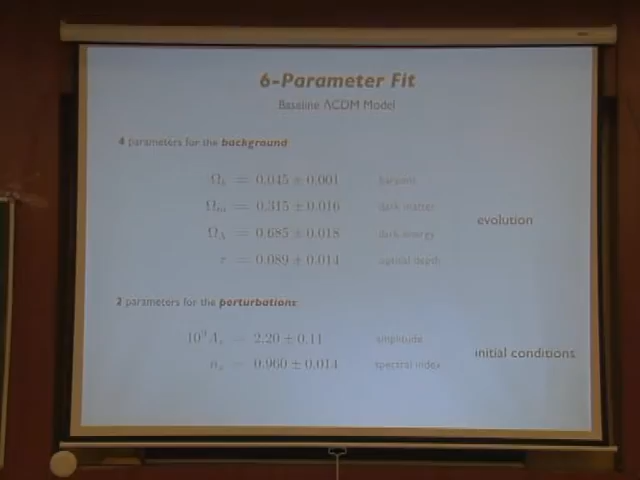 6-Parameter Fit
Baseline ΛCDM Model
4 parameters for the background
Ω_b = 0.045 ± 0.001 baryons
Ω_m = 0.315 ± 0.016 dark matter
Ω_Λ = 0.685 ± 0.018 dark energy
evolution
τ = 0.089 ± 0.014 optical depth
2 parameters for the perturbations
10⁹ A_s = 2.20 ± 0.11 amplitude
initial conditions
n_s = 0.960 ± 0.014 spectral index